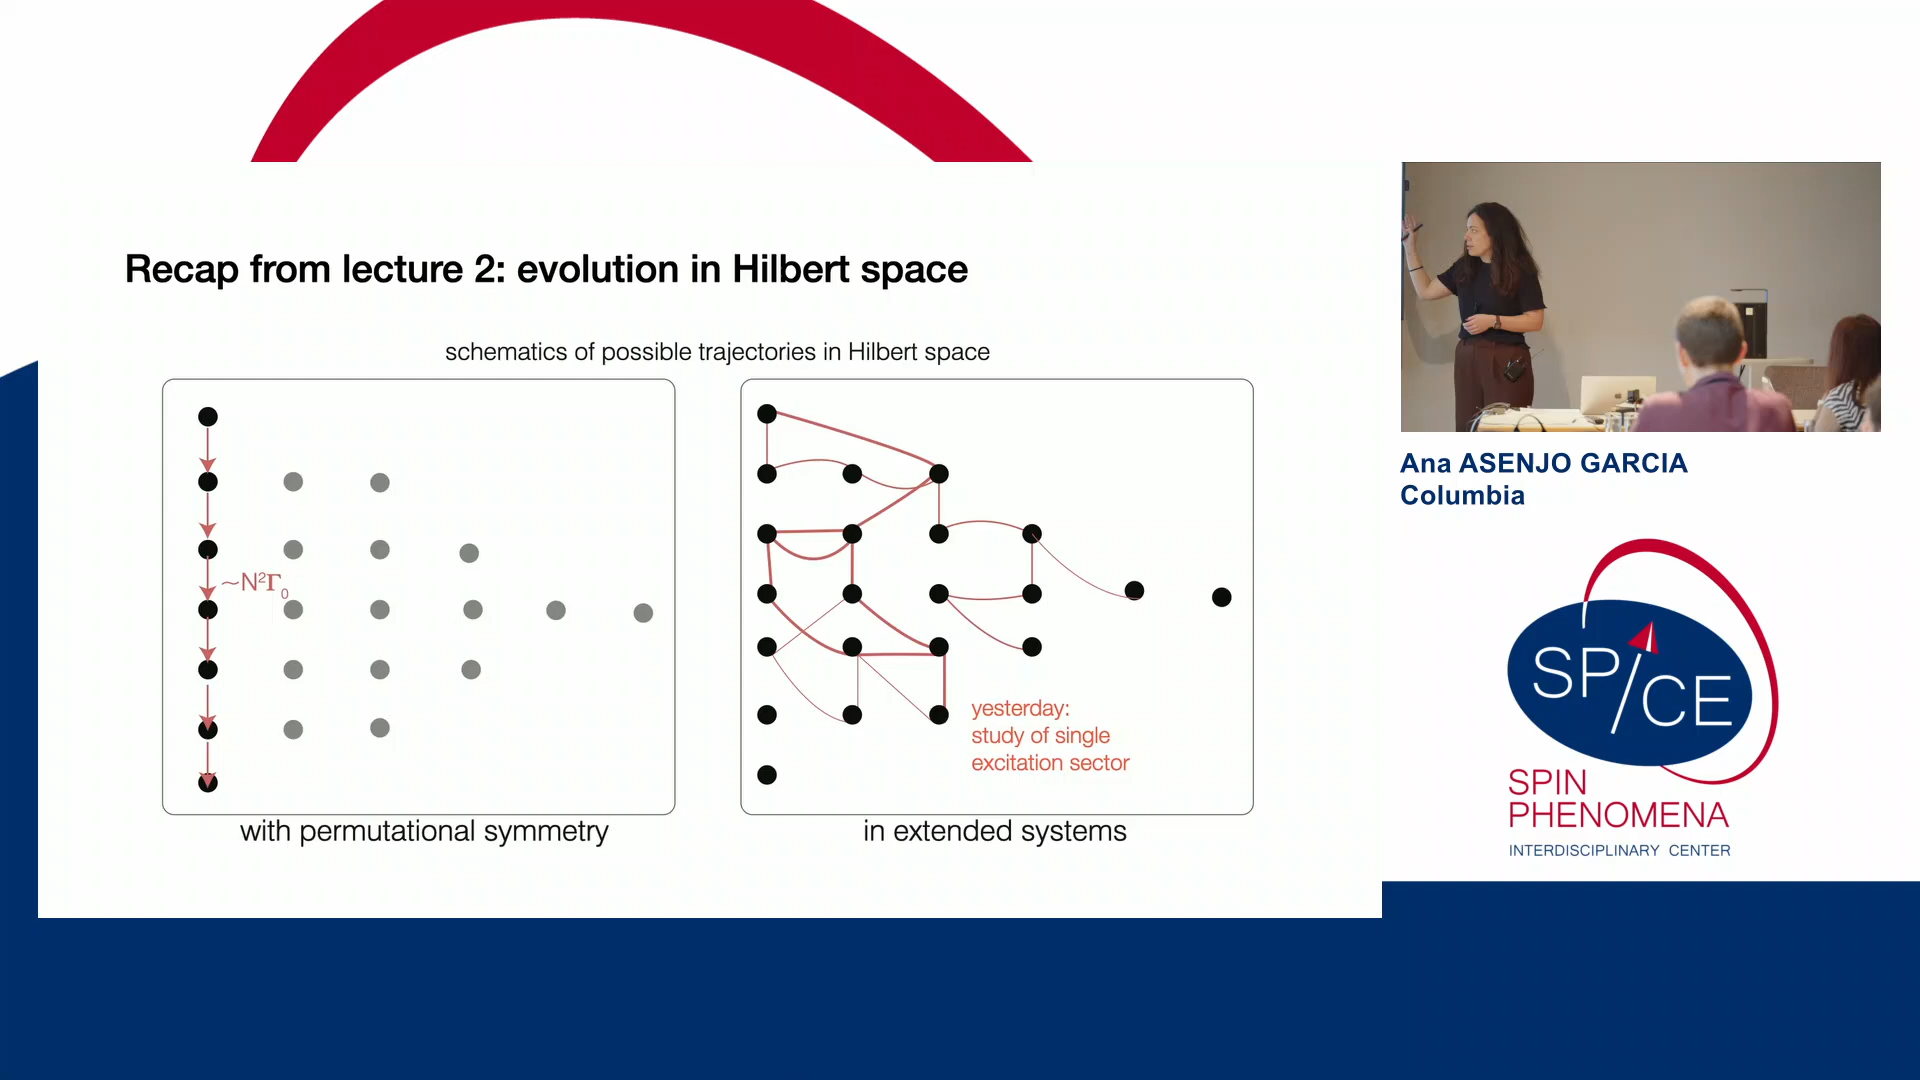 Recap from lecture 2: evolution in Hilbert space
schematics of possible trajectories in Hilbert space
~N²Γ₀
yesterday:
study of single
excitation sector
with permutational symmetry
in extended systems
Ana ASENJO GARCIA
Columbia
SP/CE
SPIN
PHENOMENA
INTERDISCIPLINARY CENTER